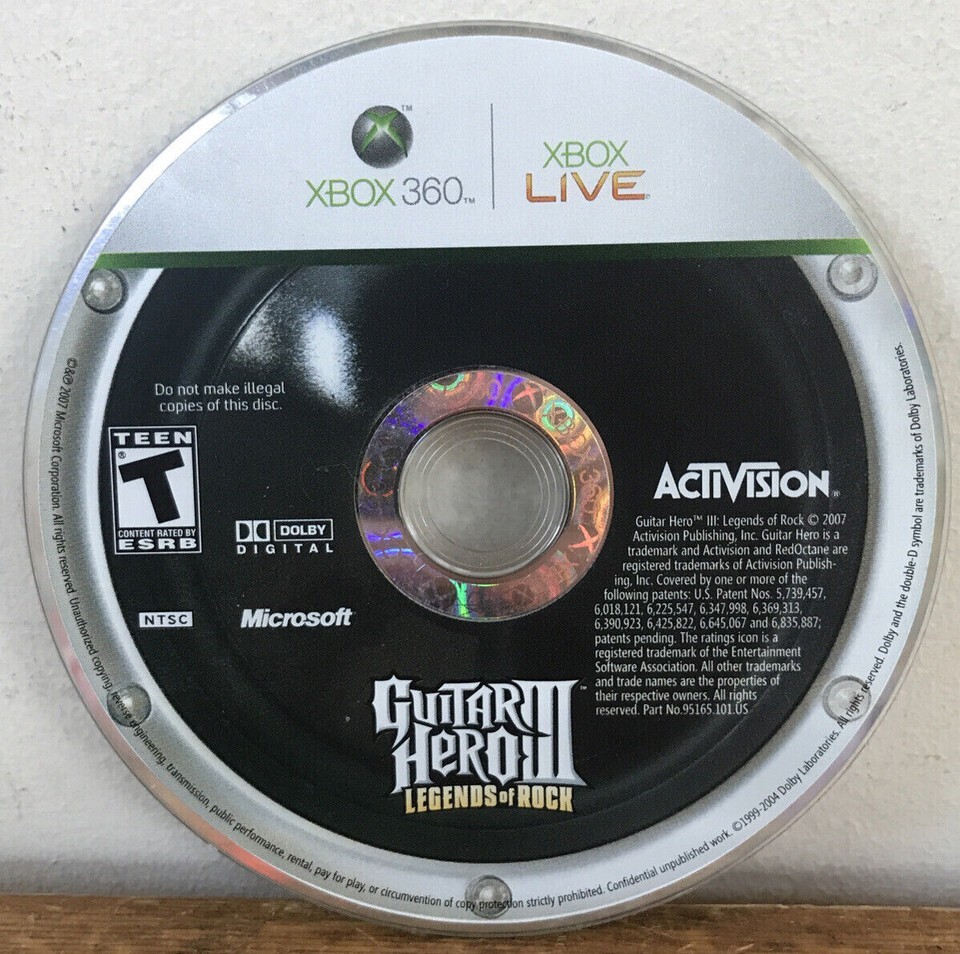 XBOX 360™
XBOX
LIVE®
Do not make illegal
copies of this disc.
TEEN
T
®
CONTENT RATED BY
ESRB
DOLBY
DIGITAL
NTSC
Microsoft
ACTIVISION®
Guitar Hero™ III: Legends of Rock © 2007
Activision Publishing, Inc. Guitar Hero is a
trademark and Activision and RedOctane are
registered trademarks of Activision Publish-
ing, Inc. Covered by one or more of the
following patents: U.S. Patent Nos. 5,739,457,
6,018,121, 6,225,547, 6,347,998, 6,369,313,
6,390,923, 6,425,822, 6,645,067 and 6,835,887;
patents pending. The ratings icon is a
registered trademark of the Entertainment
Software Association. All other trademarks
and trade names are the properties of
their respective owners. All rights
reserved. Part No.95165.101.US
GUITAR
HERO III™
LEGENDS of ROCK
©&℗ 2007 Microsoft Corporation. All rights reserved. Unauthorized copying, reverse engineering, transmission, public performance, rental, pay for play, or circumvention of copy protection strictly prohibited. Confidential unpublished work. ©1999-2004 Dolby Laboratories. All rights reserved. Dolby and the double-D symbol are trademarks of Dolby Laboratories.